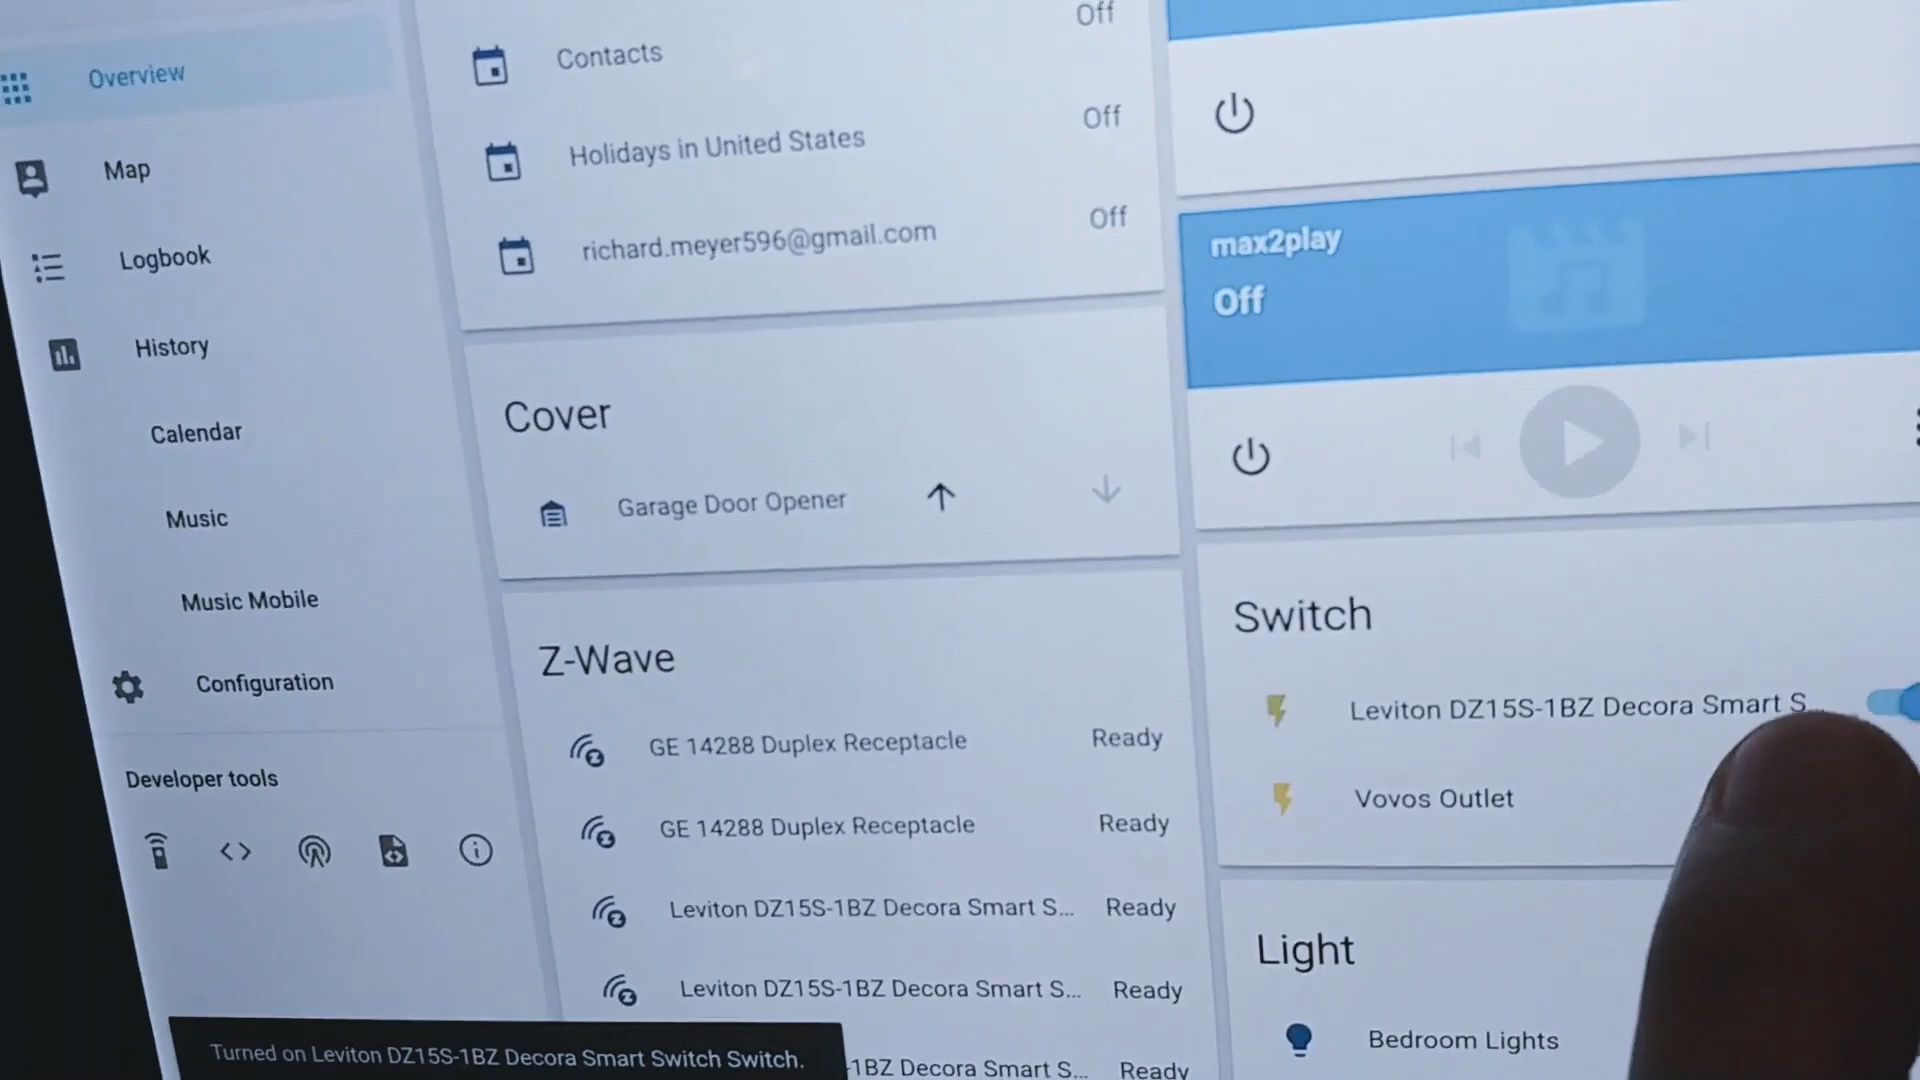 Overview
Map
Logbook
History
Calendar
Music
Music Mobile
Configuration
Developer tools
Off
Contacts
Holidays in United States Off
richard.meyer596@gmail.com Off
Cover
Garage Door Opener
Z-Wave
GE 14288 Duplex Receptacle Ready
GE 14288 Duplex Receptacle Ready
Leviton DZ15S-1BZ Decora Smart S... Ready
Leviton DZ15S-1BZ Decora Smart S... Ready
-1BZ Decora Smart S... Ready
max2play
Off
Switch
Leviton DZ15S-1BZ Decora Smart S...
Vovos Outlet
Light
Bedroom Lights
Turned on Leviton DZ15S-1BZ Decora Smart Switch Switch.